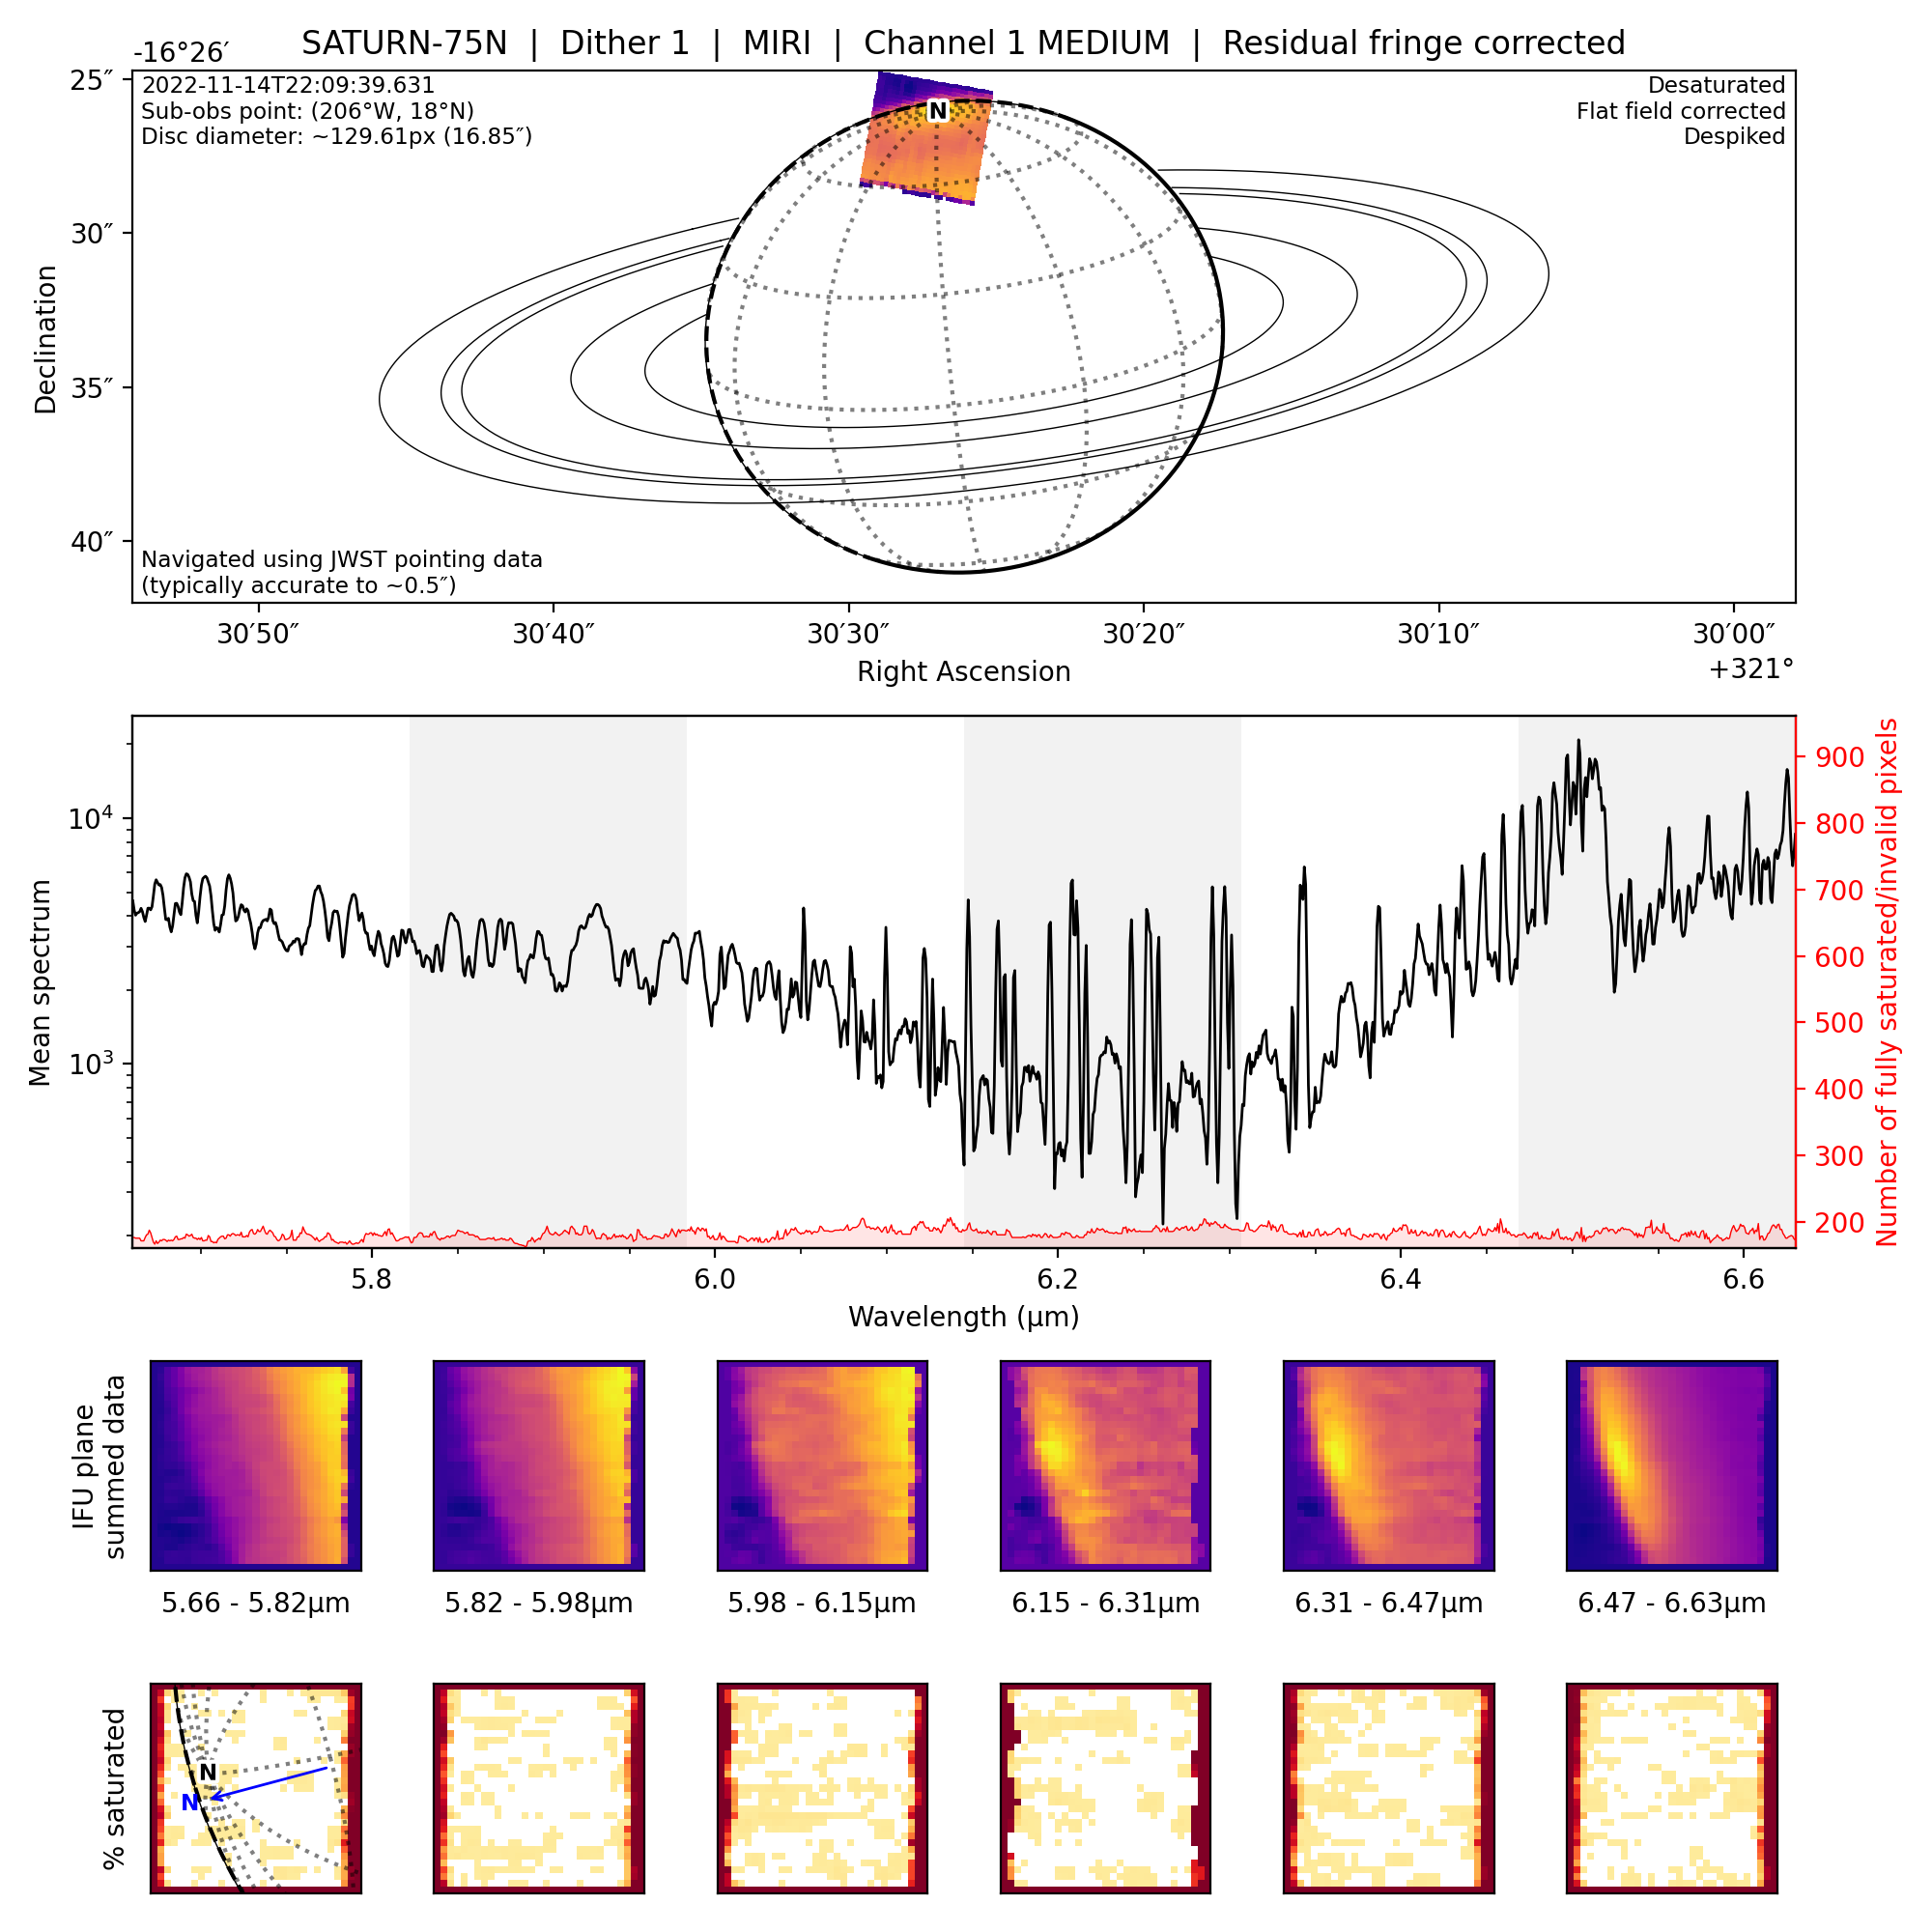 SATURN-75N | Dither 1 | MIRI | Channel 1 MEDIUM | Residual fringe corrected
-16°26′
2022-11-14T22:09:39.631
Sub-obs point: (206°W, 18°N)
Disc diameter: ~129.61px (16.85″)
Desaturated
Flat field corrected
Despiked
N
25″
30″
35″
40″
Declination
Navigated using JWST pointing data
(typically accurate to ~0.5″)
30′50″ 30′40″ 30′30″ 30′20″ 30′10″ 30′00″
Right Ascension
+321°
Mean spectrum
10⁴
10³
900
800
700
600
500
400
300
200
Number of fully saturated/invalid pixels
5.8 6.0 6.2 6.4 6.6
Wavelength (µm)
IFU plane
summed data
5.66 - 5.82µm 5.82 - 5.98µm 5.98 - 6.15µm 6.15 - 6.31µm 6.31 - 6.47µm 6.47 - 6.63µm
% saturated
N
N